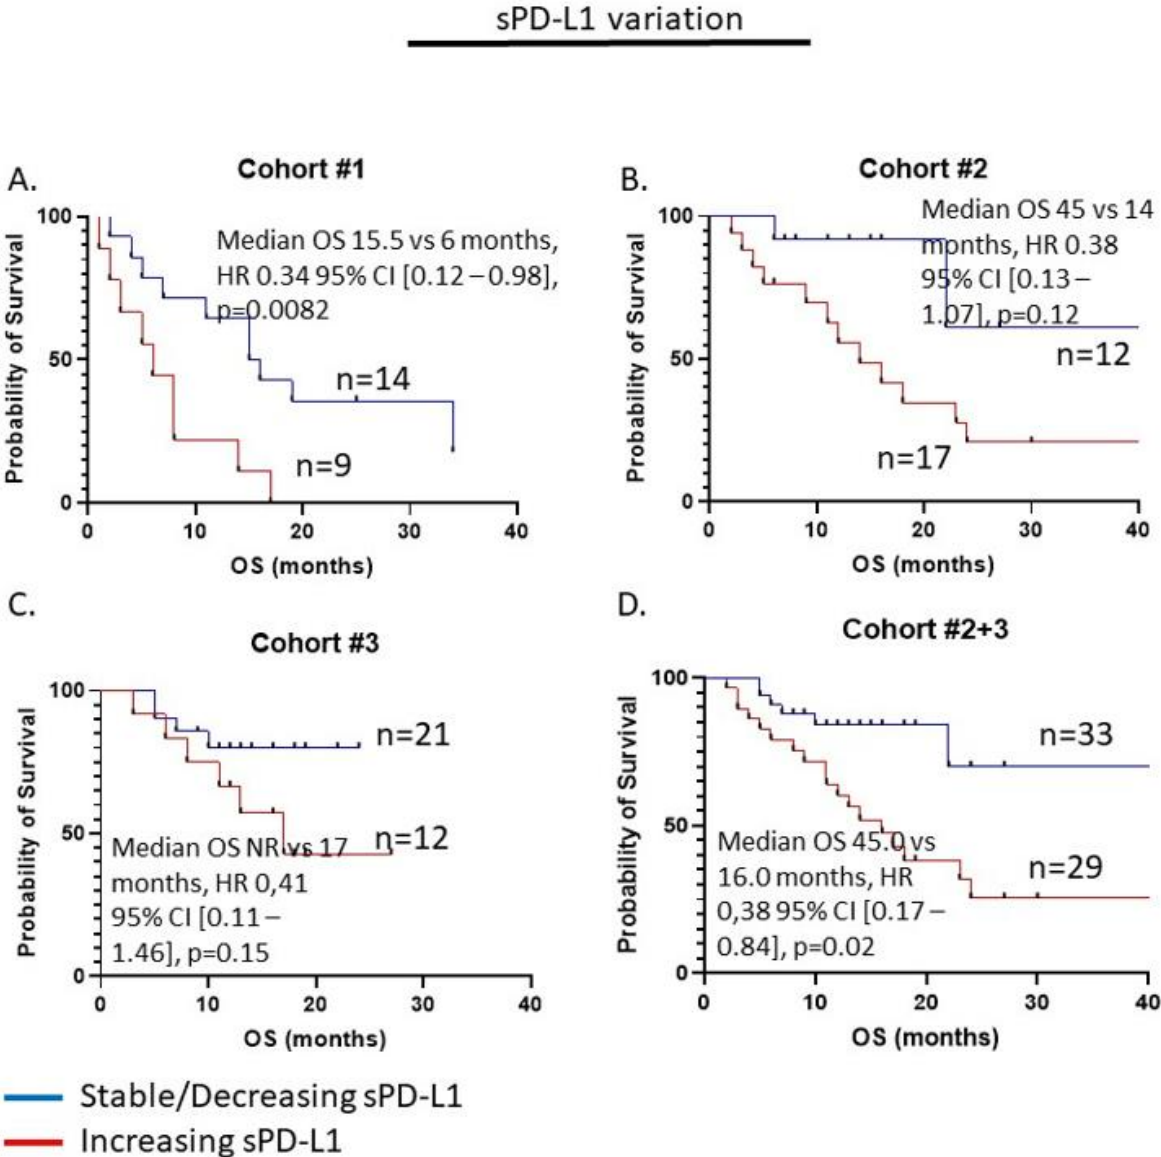 sPD-L1 variation
A.
Cohort #1
Probability of Survival
100
50
0
Median OS 15.5 vs 6 months,
HR 0.34 95% CI [0.12 – 0.98],
p=0.0082
n=14
n=9
0 10 20 30 40
OS (months)
B.
Cohort #2
Probability of Survival
100
50
0
Median OS 45 vs 14
months, HR 0.38
95% CI [0.13 –
1.07], p=0.12
n=12
n=17
0 10 20 30 40
OS (months)
C.
Cohort #3
Probability of Survival
100
50
0
n=21
n=12
Median OS NR vs 17
months, HR 0,41
95% CI [0.11 –
1.46], p=0.15
0 10 20 30 40
OS (months)
D.
Cohort #2+3
Probability of Survival
100
50
0
n=33
Median OS 45.0 vs
16.0 months, HR
0,38 95% CI [0.17 –
0.84], p=0.02
n=29
0 10 20 30 40
OS (months)
Stable/Decreasing sPD-L1
Increasing sPD-L1